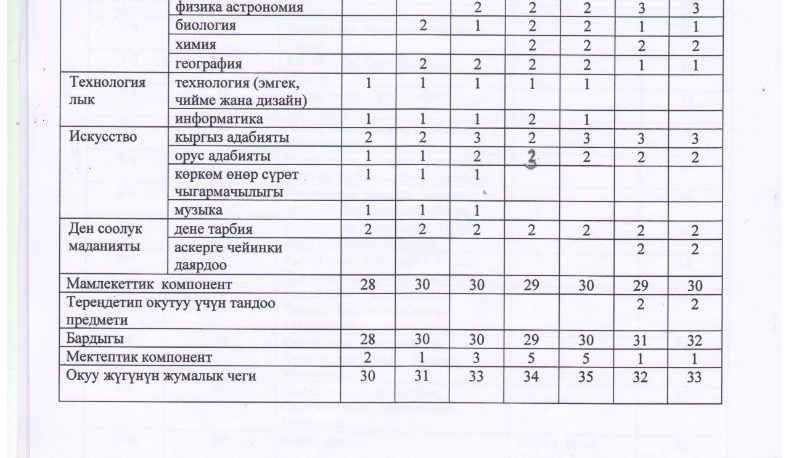 физика астрономия 2 2 2 3 3
биология 2 1 2 2 1 1
химия 2 2 2 2
география 2 2 2 2 1 1
Технология технология (эмгек, 1 1 1 1 1
лык чийме жана дизайн)
информатика 1 1 1 2 1
Искусство кыргыз адабияты 2 2 3 2 3 3 3
орус адабияты 1 1 2 2 2 2
көркөм өнөр сүрөт 1 1 1
чыгармачылыгы
музыка 1 1 1
Ден соолук дене тарбия 2 2 2 2 2 2 2
маданияты аскерге чейинки 2 2
даярдоо
Мамлекеттик компонент 28 30 30 29 30 29 30
Тереңдетип окутуу үчүн тандоо 2 2
предмети
Бардыгы 28 30 30 29 30 31 32
Мектептик компонент 2 1 3 5 5 1 1
Окуу жүгүнүн жумалык чеги 30 31 33 34 35 32 33